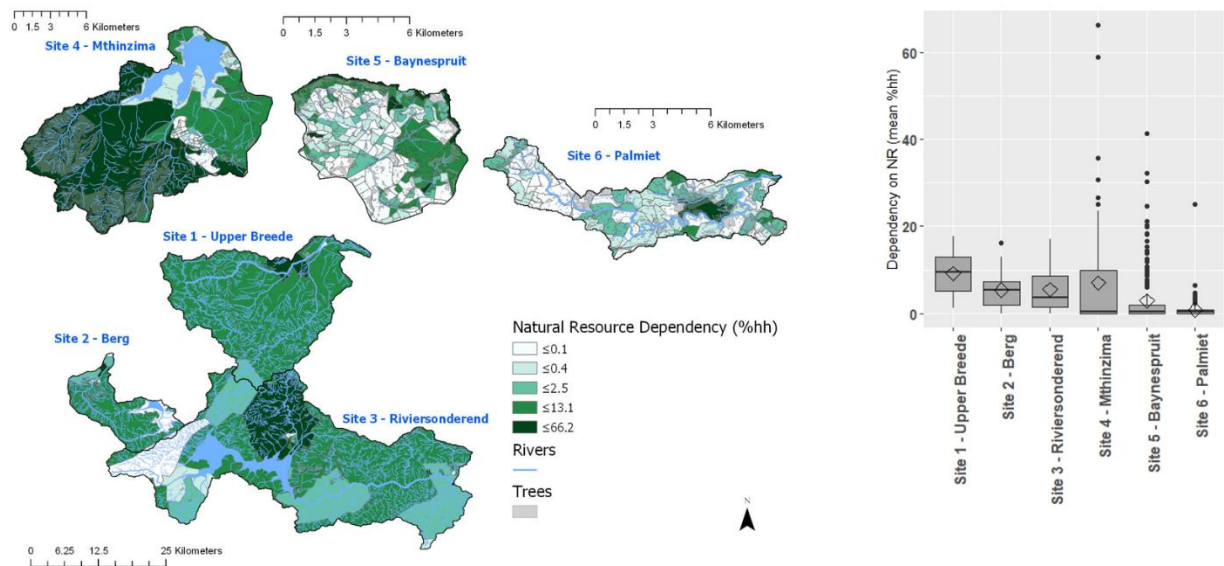 0 1.5 3 6 Kilometers
Site 4 - Mthinzima
0 1.5 3 6 Kilometers
Site 5 - Baynespruit
0 1.5 3 6 Kilometers
Site 6 - Palmiet
Site 1 - Upper Breede
Site 2 - Berg
Site 3 - Riviersonderend
0 6.25 12.5 25 Kilometers
Natural Resource Dependency (%hh)
≤0.1
≤0.4
≤2.5
≤13.1
≤66.2
Rivers
Trees
N
Dependency on NR (mean %hh)
60
40
20
0
Site 1 - Upper Breede
Site 2 - Berg
Site 3 - Riviersonderend
Site 4 - Mthinzima
Site 5 - Baynespruit
Site 6 - Palmiet